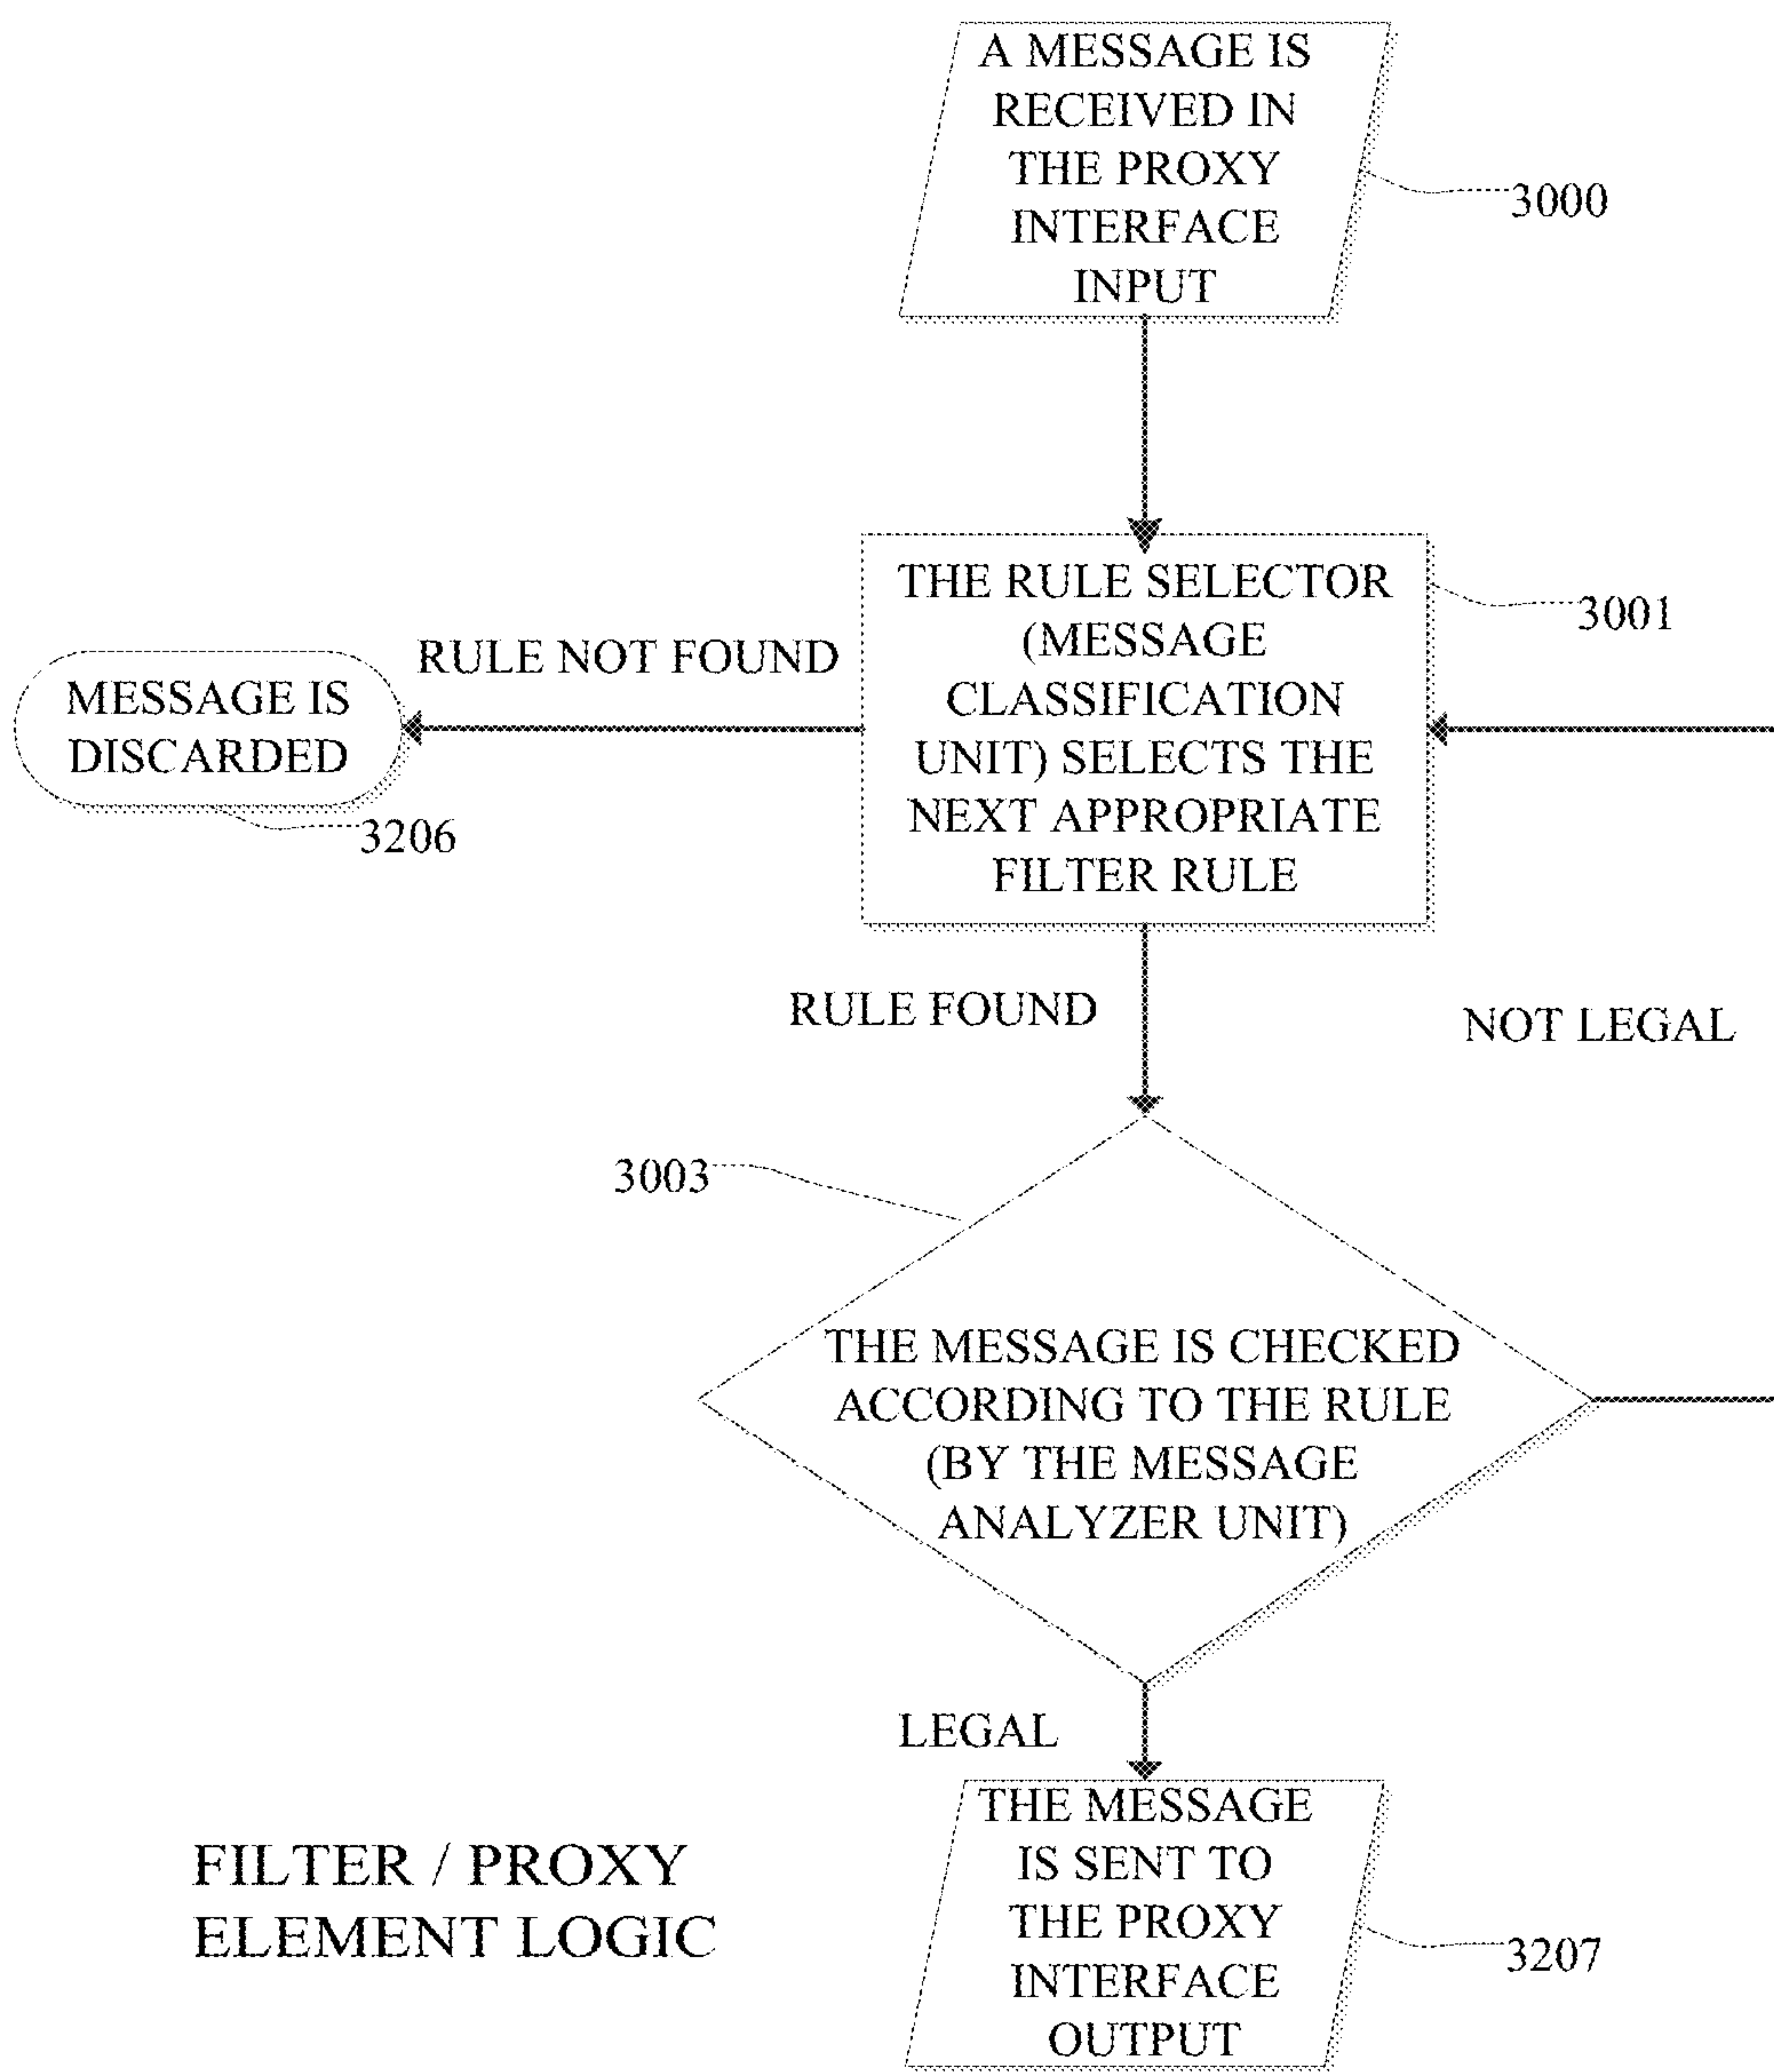 A MESSAGE IS
RECEIVED IN
THE PROXY
INTERFACE
INPUT
3000
THE RULE SELECTOR
(MESSAGE
CLASSIFICATION
UNIT) SELECTS THE
NEXT APPROPRIATE
FILTER RULE
3001
RULE NOT FOUND
MESSAGE IS
DISCARDED
3206
RULE FOUND
NOT LEGAL
3003
THE MESSAGE IS CHECKED
ACCORDING TO THE RULE
(BY THE MESSAGE
ANALYZER UNIT)
LEGAL
THE MESSAGE
IS SENT TO
THE PROXY
INTERFACE
OUTPUT
3207
FILTER / PROXY
ELEMENT LOGIC